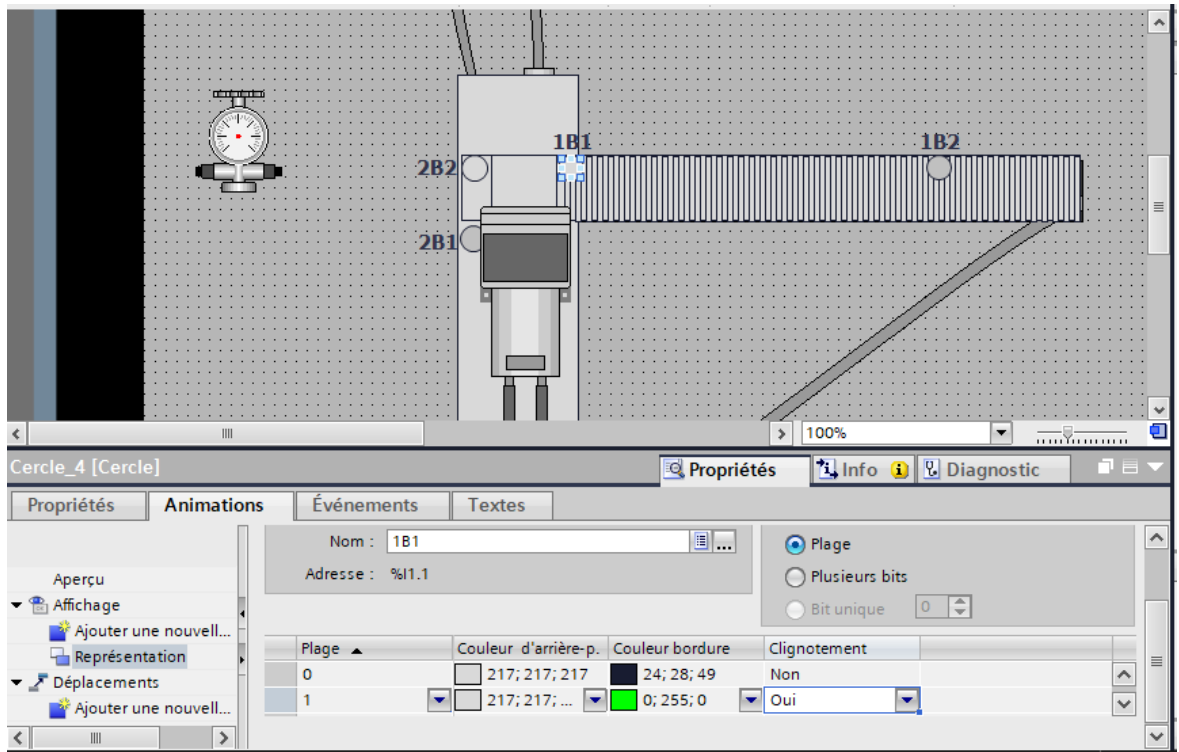 1B1
1B2
2B2
2B1
100%
Cercle_4 [Cercle]
Propriétés
Info
Diagnostic
Propriétés
Animations
Événements
Textes
Nom : 1B1
Adresse : %I1.1
Plage
Plusieurs bits
Bit unique 0
Aperçu
Affichage
Ajouter une nouvell...
Représentation
Déplacements
Ajouter une nouvell...
Plage Couleur d'arrière-p. Couleur bordure Clignotement
0 217; 217; 217 24; 28; 49 Non
1 217; 217; ... 0; 255; 0 Oui